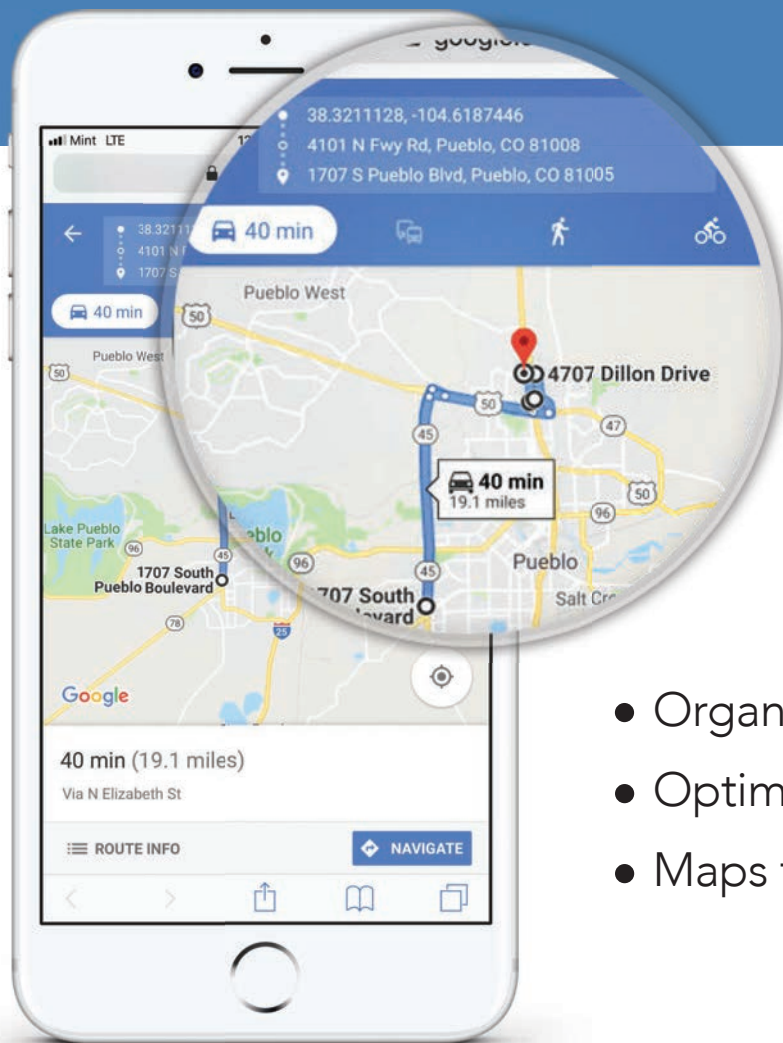 38.3211128, -104.6187446
4101 N Fwy Rd, Pueblo, CO 81008
1707 S Pueblo Blvd, Pueblo, CO 81005
40 min
Pueblo West
50
4707 Dillon Drive
50
47
45
40 min
19.1 miles
50
96
45
Pueblo
Salt
Mint LTE
40 min
Pueblo West
50
Lake Pueblo
State Park
96
96
45
1707 South
Pueblo Boulevard
78
25
Google
40 min (19.1 miles)
Via N Elizabeth St
ROUTE INFO
NAVIGATE
Maps